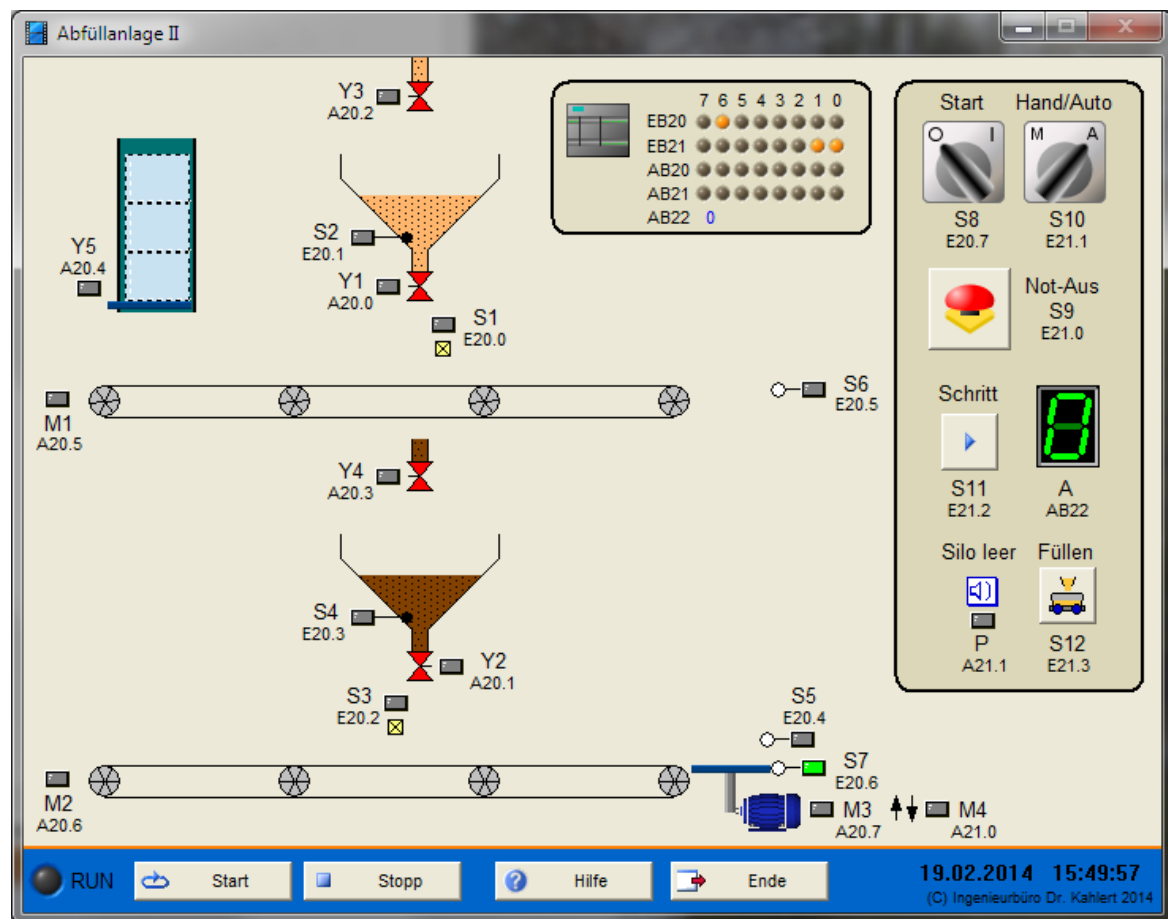 Abfüllanlage II
Y3
A20.2
7 6 5 4 3 2 1 0
EB20
EB21
AB20
AB21
AB22 0
Start Hand/Auto
O I M A
S8 S10
E20.7 E21.1
Y5
A20.4
S2
E20.1
Y1
A20.0
S1
E20.0
Not-Aus
S9
E21.0
M1
A20.5
S6
E20.5
Schritt
8
S11 A
E21.2 AB22
Y4
A20.3
Silo leer Füllen
P S12
A21.1 E21.3
S4
E20.3
Y2
A20.1
S3
E20.2
S5
E20.4
S7
E20.6
M2
A20.6
M3 M4
A20.7 A21.0
RUN Start Stopp Hilfe Ende
19.02.2014 15:49:57
(C) Ingenieurbüro Dr. Kahlert 2014